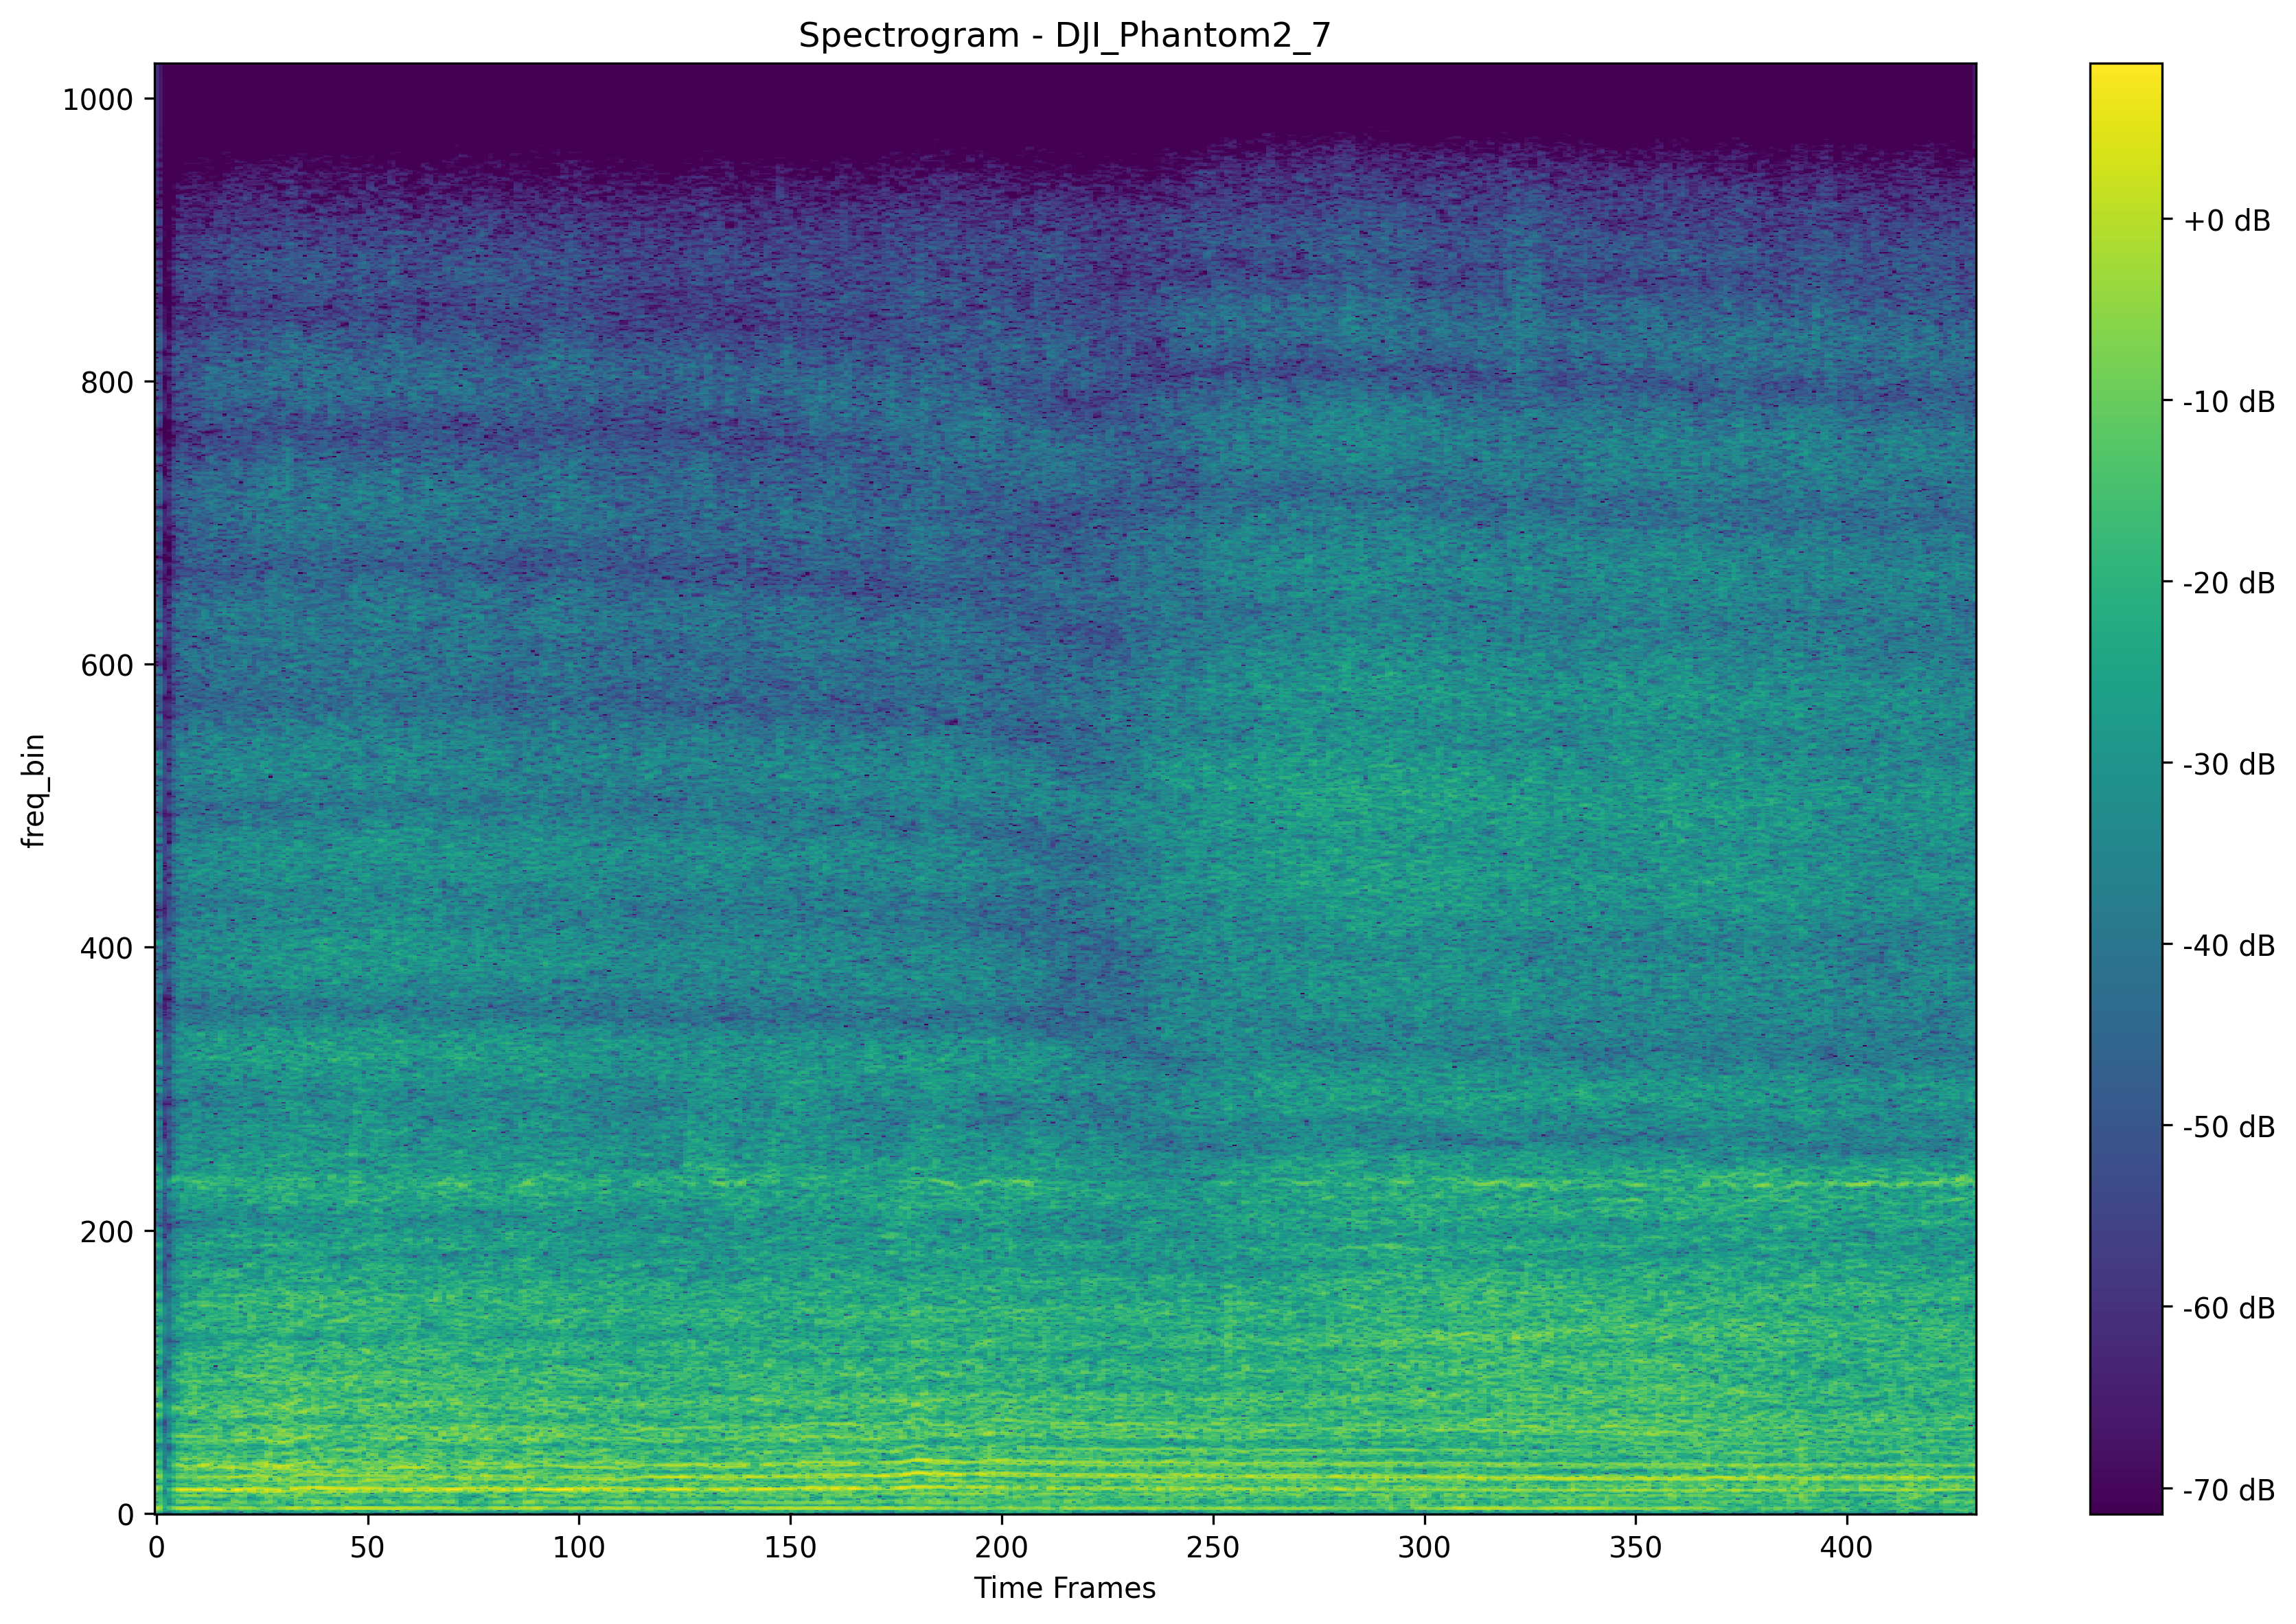 Spectrogram - DJI_Phantom2_7
1000
800
600
400
200
0
freq_bin
0 50 100 150 200 250 300 350 400
Time Frames
+0 dB
-10 dB
-20 dB
-30 dB
-40 dB
-50 dB
-60 dB
-70 dB